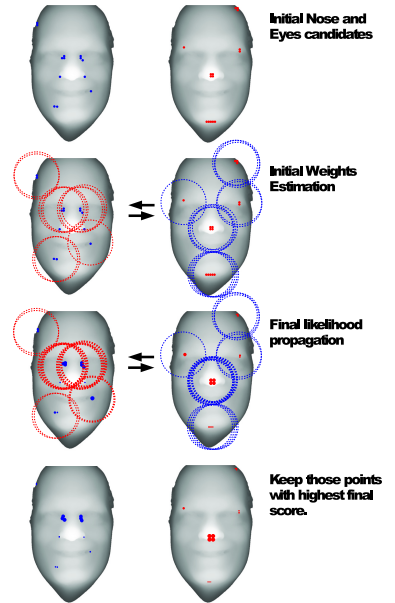 Initial Nose and
Eyes candidates
Initial Weights
Estimation
Final likelihood
propagation
Keep those points
with highest final
score.